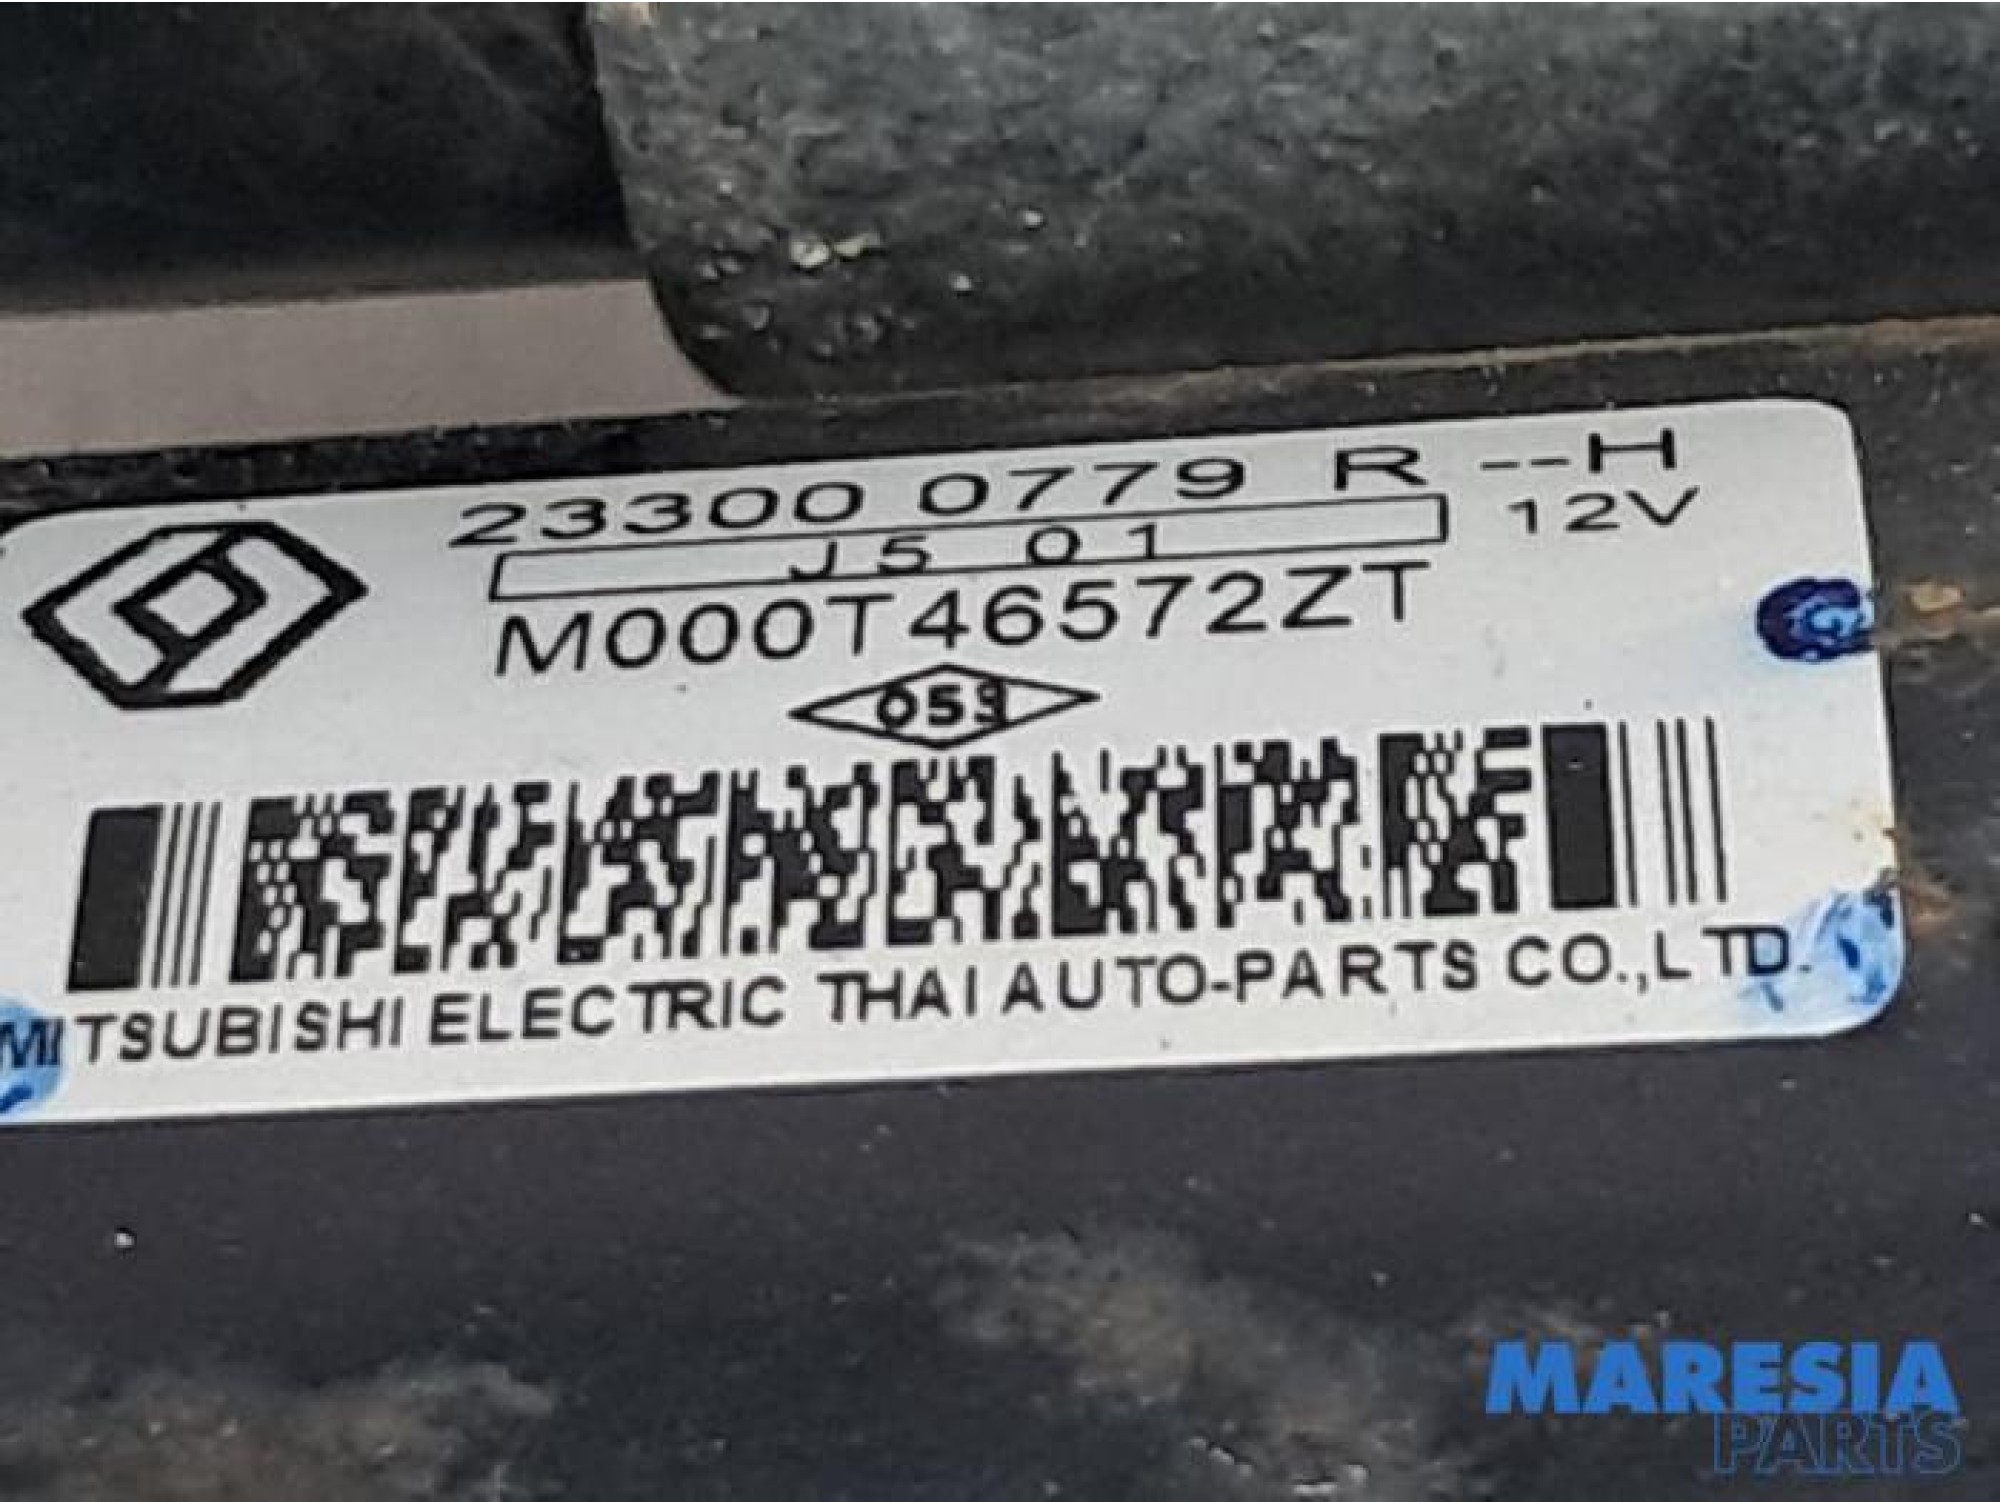 23300 0779 R --H
J5 01
12V
M000T46572ZT
053
MITSUBISHI ELECTRIC THAI AUTO-PARTS CO.,LTD.
MARESIA
PARTS